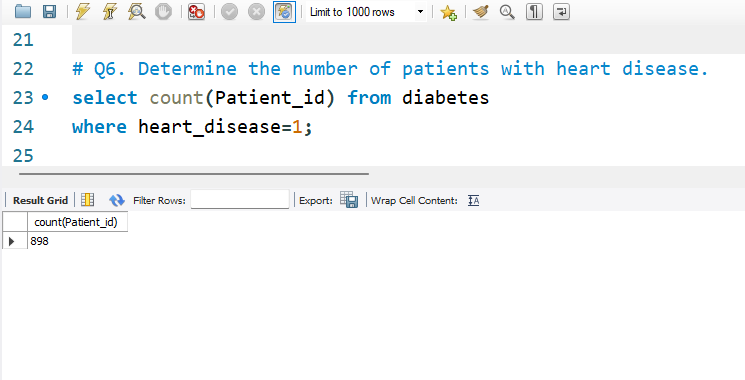 Limit to 1000 rows
21
22 # Q6. Determine the number of patients with heart disease.
23 select count(Patient_id) from diabetes
24 where heart_disease=1;
25
Result Grid Filter Rows: Export: Wrap Cell Content: IA
count(Patient_id)
898